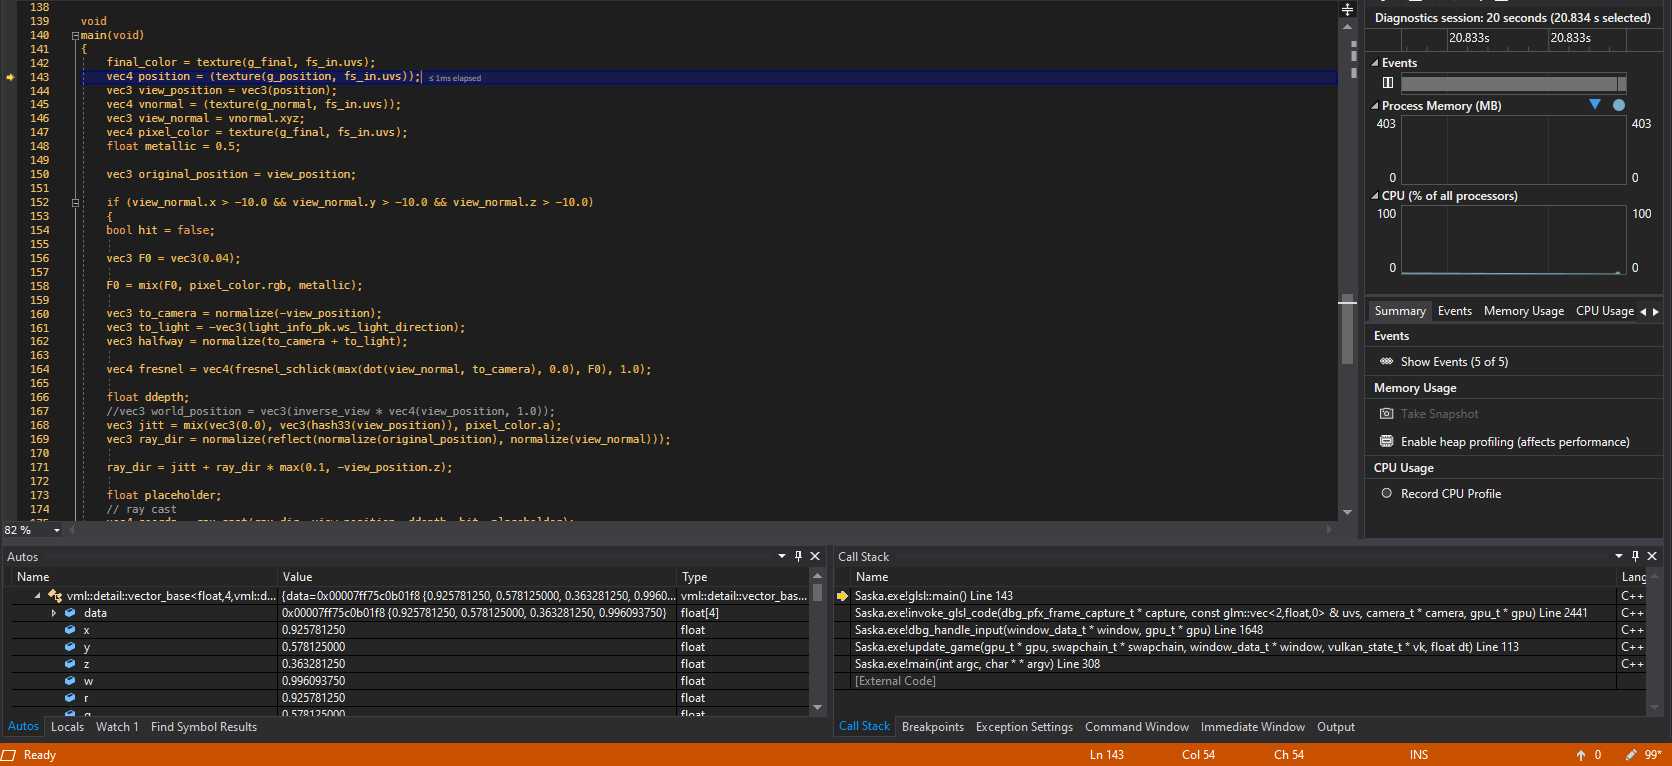 138
139 void
140 main(void)
141 {
142 final_color = texture(g_final, fs_in.uvs);
143 vec4 position = (texture(g_position, fs_in.uvs)); ≤ 1ms elapsed
144 vec3 view_position = vec3(position);
145 vec4 vnormal = (texture(g_normal, fs_in.uvs));
146 vec3 view_normal = vnormal.xyz;
147 vec4 pixel_color = texture(g_final, fs_in.uvs);
148 float metallic = 0.5;
149
150 vec3 original_position = view_position;
151
152 if (view_normal.x > -10.0 && view_normal.y > -10.0 && view_normal.z > -10.0)
153 {
154 bool hit = false;
155
156 vec3 F0 = vec3(0.04);
157
158 F0 = mix(F0, pixel_color.rgb, metallic);
159
160 vec3 to_camera = normalize(-view_position);
161 vec3 to_light = -vec3(light_info_pk.ws_light_direction);
162 vec3 halfway = normalize(to_camera + to_light);
163
164 vec4 fresnel = vec4(fresnel_schlick(max(dot(view_normal, to_camera), 0.0), F0), 1.0);
165
166 float ddepth;
167 //vec3 world_position = vec3(inverse_view * vec4(view_position, 1.0));
168 vec3 jitt = mix(vec3(0.0), vec3(hash33(view_position)), pixel_color.a);
169 vec3 ray_dir = normalize(reflect(normalize(original_position), normalize(view_normal)));
170
171 ray_dir = jitt + ray_dir * max(0.1, -view_position.z);
172
173 float placeholder;
174 // ray cast
82 %
Diagnostics session: 20 seconds (20.834 s selected)
20.833s 20.833s
Events
Process Memory (MB)
403 403
0 0
CPU (% of all processors)
100 100
0 0
Summary Events Memory Usage CPU Usage
Events
Show Events (5 of 5)
Memory Usage
Take Snapshot
Enable heap profiling (affects performance)
CPU Usage
Record CPU Profile
Autos
Name Value Type
vml::detail::vector_base<float,4,vml::d... {data=0x00007ff75c0b01f8 {0.925781250, 0.578125000, 0.363281250, 0.9960... vml::detail::vector_bas...
data 0x00007ff75c0b01f8 {0.925781250, 0.578125000, 0.363281250, 0.996093750} float[4]
x 0.925781250 float
y 0.578125000 float
z 0.363281250 float
w 0.996093750 float
r 0.925781250 float
g 0.578125000 float
Autos Locals Watch 1 Find Symbol Results
Call Stack
Name Lang
Saska.exe!glsl::main() Line 143 C++
Saska.exe!invoke_glsl_code(dbg_pfx_frame_capture_t * capture, const glm::vec<2,float,0> & uvs, camera_t * camera, gpu_t * gpu) Line 2441 C++
Saska.exe!dbg_handle_input(window_data_t * window, gpu_t * gpu) Line 1648 C++
Saska.exe!update_game(gpu_t * gpu, swapchain_t * swapchain, window_data_t * window, vulkan_state_t * vk, float dt) Line 113 C++
Saska.exe!main(int argc, char * * argv) Line 308 C++
[External Code]
Call Stack Breakpoints Exception Settings Command Window Immediate Window Output
Ready Ln 143 Col 54 Ch 54 INS 0 99*